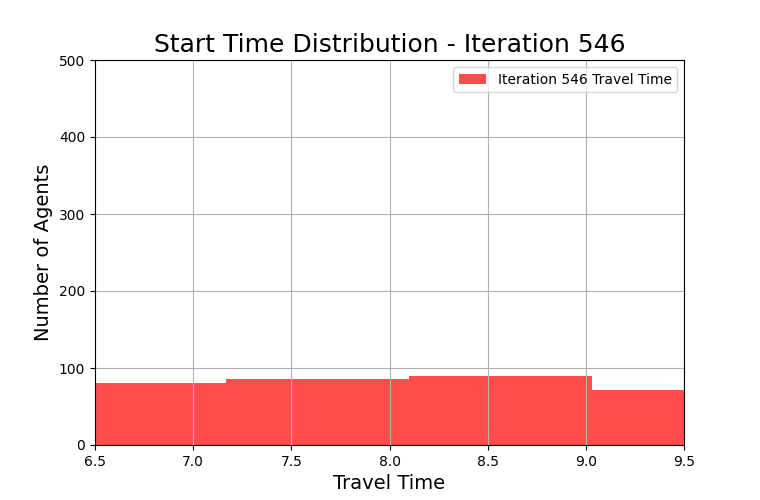 Start Time Distribution - Iteration 546
Iteration 546 Travel Time
Number of Agents
500
400
300
200
100
0
6.5 7.0 7.5 8.0 8.5 9.0 9.5
Travel Time